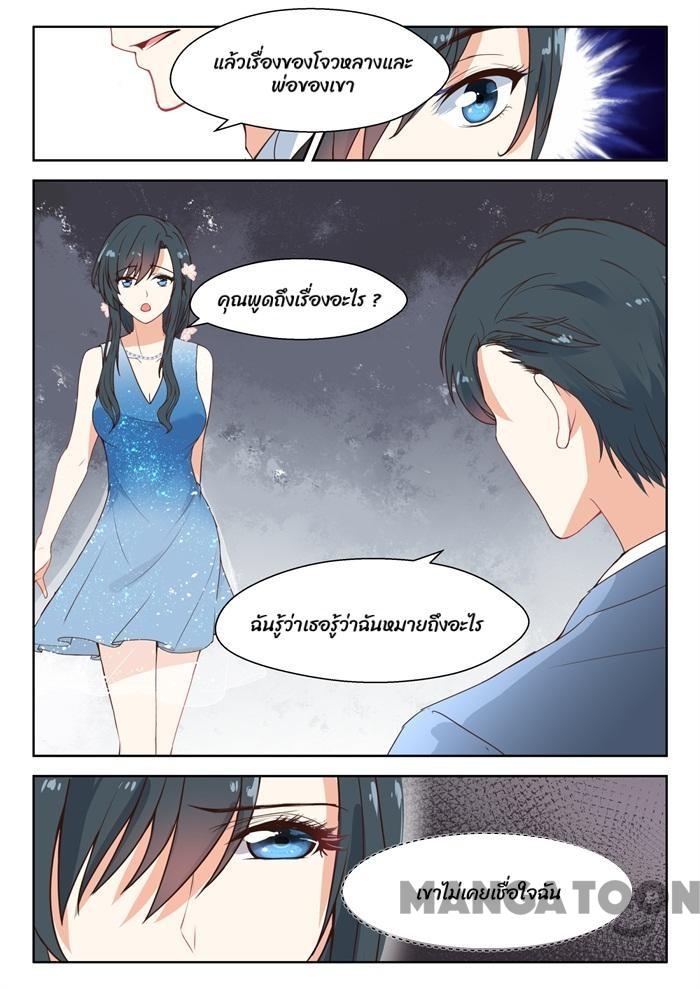 แล้วเรื่องของโจวหลางและ
พ่อของเขา
คุณพูดถึงเรื่องอะไร ?
ฉันรู้ว่าเธอรู้ว่าฉันหมายถึงอะไร
เขาไม่เคยเชื่อใจฉัน
MANGA TOON